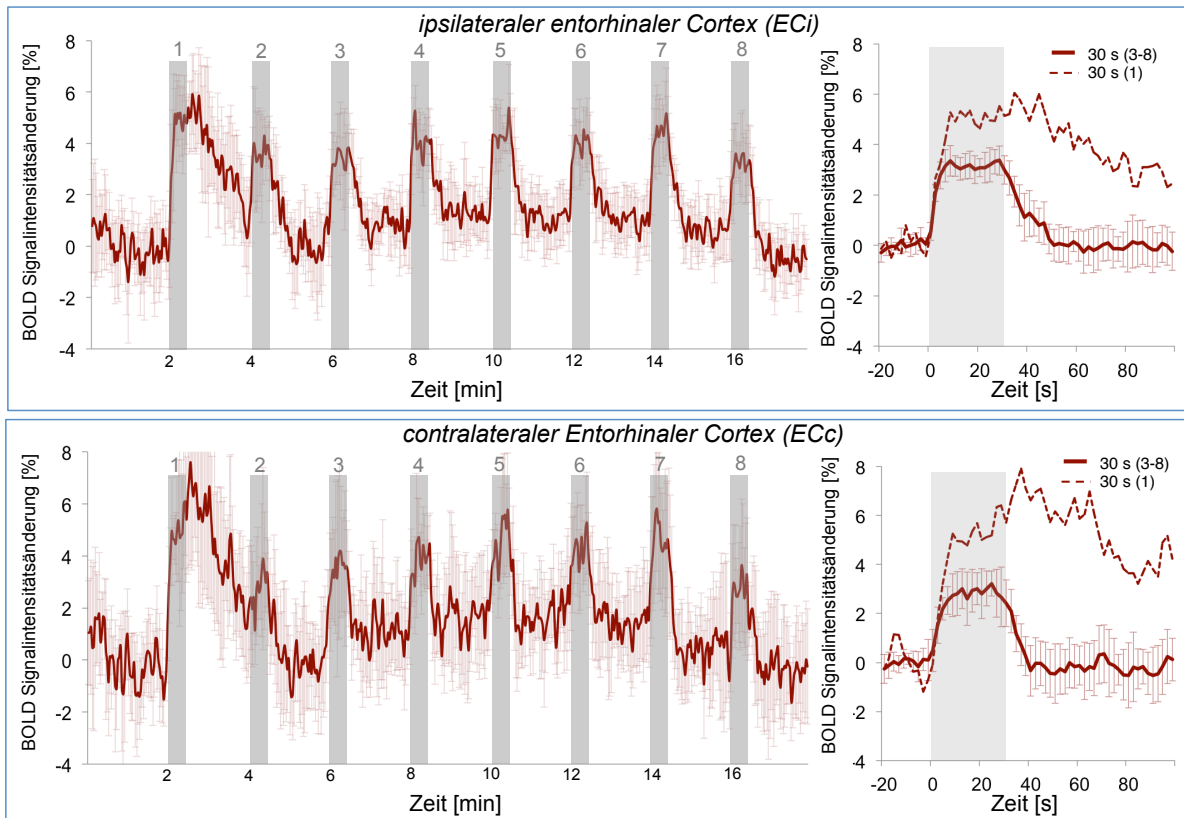 ipsilateraler entorhinaler Cortex (ECi)
BOLD Signalintensitätsänderung [%]
8
6
4
2
0
-2
-4
1 2 3 4 5 6 7 8
2 4 6 8 10 12 14 16
Zeit [min]
BOLD Signalintensitätsänderung [%]
8
6
4
2
0
-2
-4
30 s (3-8)
30 s (1)
-20 0 20 40 60 80
Zeit [s]
contralateraler Entorhinaler Cortex (ECc)
BOLD Signalintensitätsänderung [%]
8
6
4
2
0
-2
-4
1 2 3 4 5 6 7 8
2 4 6 8 10 12 14 16
Zeit [min]
BOLD Signalintensitätsänderung [%]
8
6
4
2
0
-2
-4
30 s (3-8)
30 s (1)
-20 0 20 40 60 80
Zeit [s]